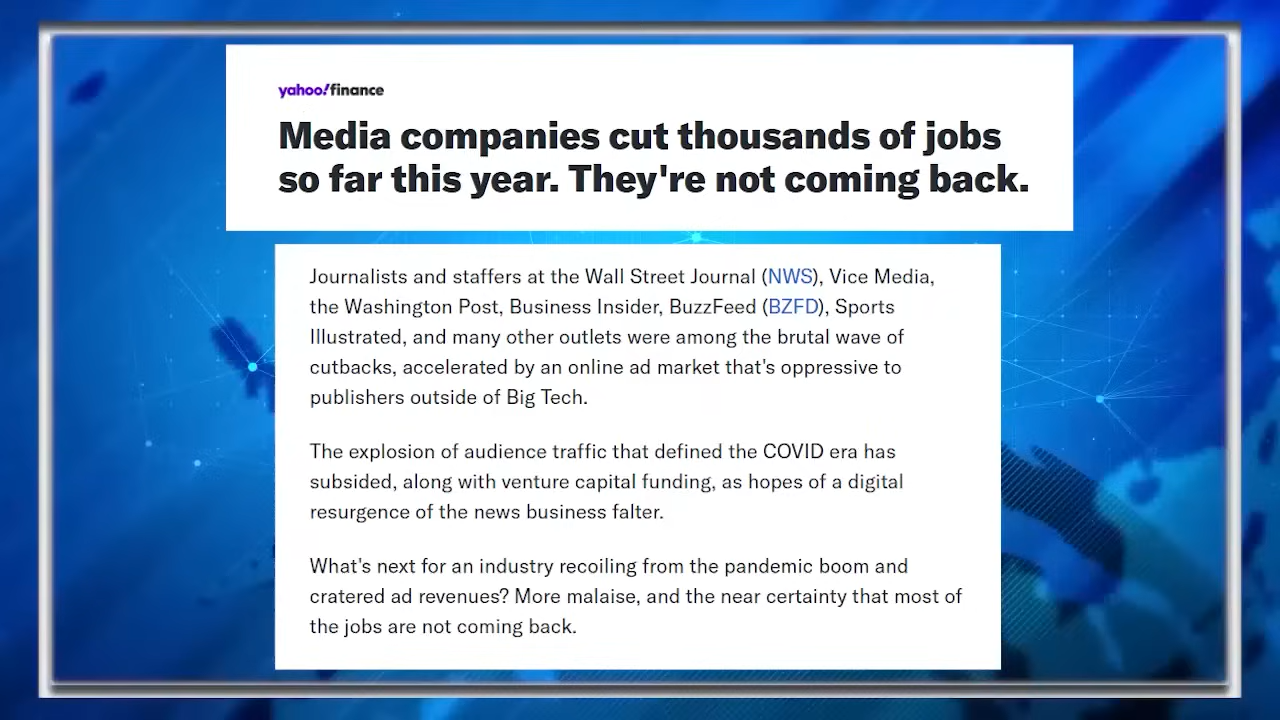 yahoo!finance
Media companies cut thousands of jobs
so far this year. They're not coming back.
Journalists and staffers at the Wall Street Journal (NWS), Vice Media,
the Washington Post, Business Insider, BuzzFeed (BZFD), Sports
Illustrated, and many other outlets were among the brutal wave of
cutbacks, accelerated by an online ad market that's oppressive to
publishers outside of Big Tech.
The explosion of audience traffic that defined the COVID era has
subsided, along with venture capital funding, as hopes of a digital
resurgence of the news business falter.
What's next for an industry recoiling from the pandemic boom and
cratered ad revenues? More malaise, and the near certainty that most of
the jobs are not coming back.